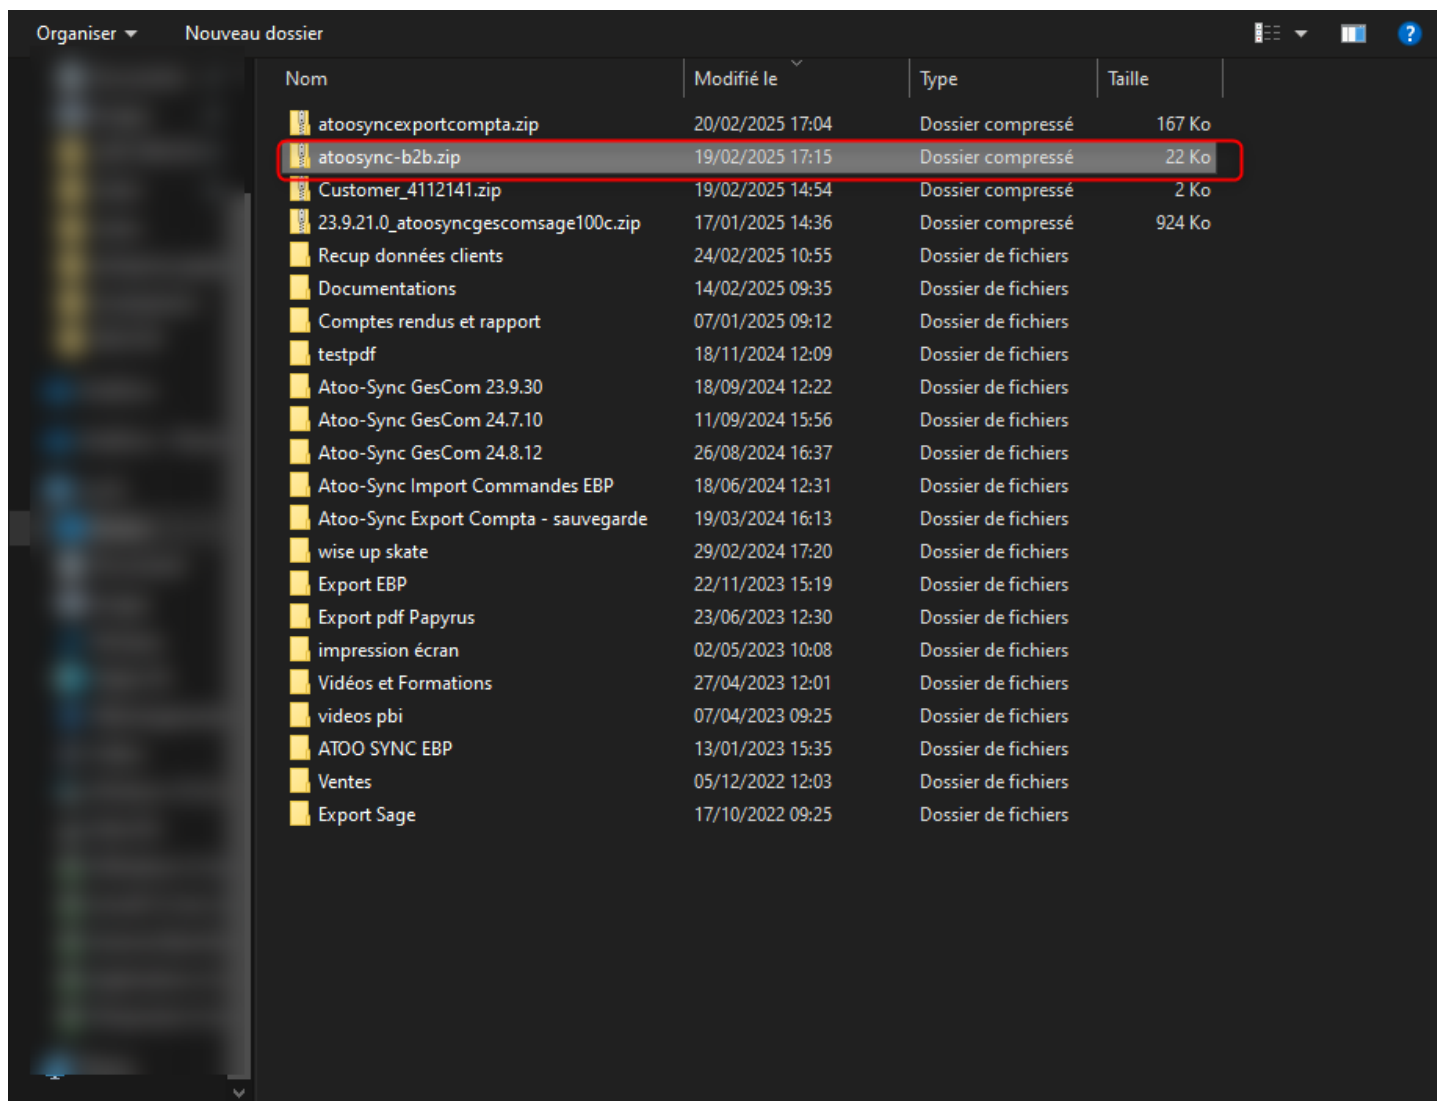 Organiser Nouveau dossier
Nom Modifié le Type Taille
atoosyncexportcompta.zip 20/02/2025 17:04 Dossier compressé 167 Ko
atoosync-b2b.zip 19/02/2025 17:15 Dossier compressé 22 Ko
Customer_4112141.zip 19/02/2025 14:54 Dossier compressé 2 Ko
23.9.21.0_atoosyncgescomsage100c.zip 17/01/2025 14:36 Dossier compressé 924 Ko
Recup données clients 24/02/2025 10:55 Dossier de fichiers
Documentations 14/02/2025 09:35 Dossier de fichiers
Comptes rendus et rapport 07/01/2025 09:12 Dossier de fichiers
testpdf 18/11/2024 12:09 Dossier de fichiers
Atoo-Sync GesCom 23.9.30 18/09/2024 12:22 Dossier de fichiers
Atoo-Sync GesCom 24.7.10 11/09/2024 15:56 Dossier de fichiers
Atoo-Sync GesCom 24.8.12 26/08/2024 16:37 Dossier de fichiers
Atoo-Sync Import Commandes EBP 18/06/2024 12:31 Dossier de fichiers
Atoo-Sync Export Compta - sauvegarde 19/03/2024 16:13 Dossier de fichiers
wise up skate 29/02/2024 17:20 Dossier de fichiers
Export EBP 22/11/2023 15:19 Dossier de fichiers
Export pdf Papyrus 23/06/2023 12:30 Dossier de fichiers
impression écran 02/05/2023 10:08 Dossier de fichiers
Vidéos et Formations 27/04/2023 12:01 Dossier de fichiers
videos pbi 07/04/2023 09:25 Dossier de fichiers
ATOO SYNC EBP 13/01/2023 15:35 Dossier de fichiers
Ventes 05/12/2022 12:03 Dossier de fichiers
Export Sage 17/10/2022 09:25 Dossier de fichiers